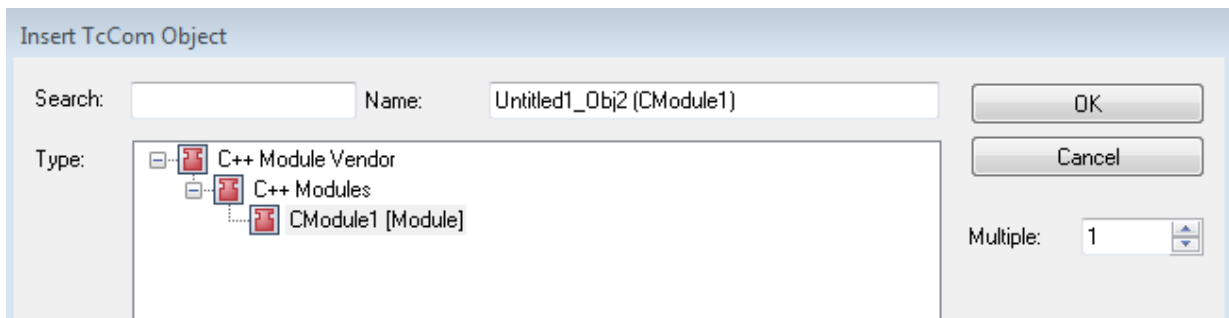 Insert TcCom Object
Search:
Name:
Untitled1_Obj2 (CModule1)
OK
Type:
C++ Module Vendor
Cancel
C++ Modules
CModule1 [Module]
Multiple:
1